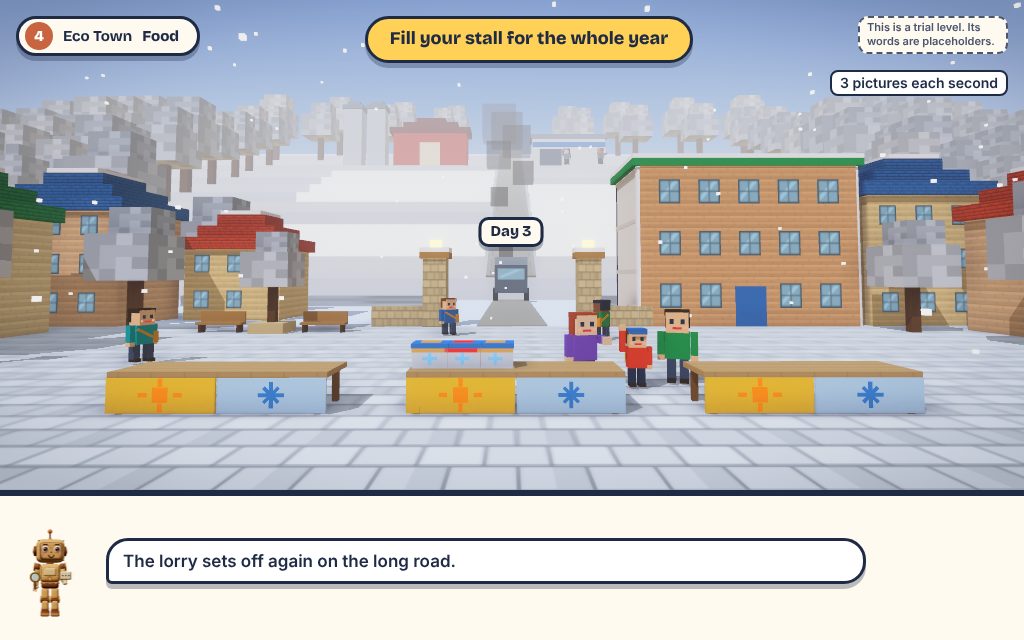 4 Eco Town Food
Fill your stall for the whole year
This is a trial level. Its
words are placeholders.
3 pictures each second
Day 3
The lorry sets off again on the long road.